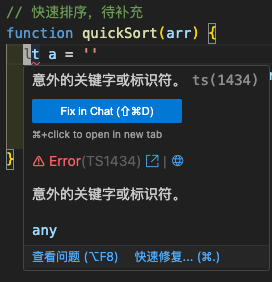 // 快速排序，待补充
function quickSort(arr) {
lt a = ''
意外的关键字或标识符。 ts(1434)
Fix in Chat (⇧⌘D)
⌘+click to open in new tab
Error(TS1434) |
意外的关键字或标识符。
any
查看问题 (⌥F8) 快速修复... (⌘.)
}